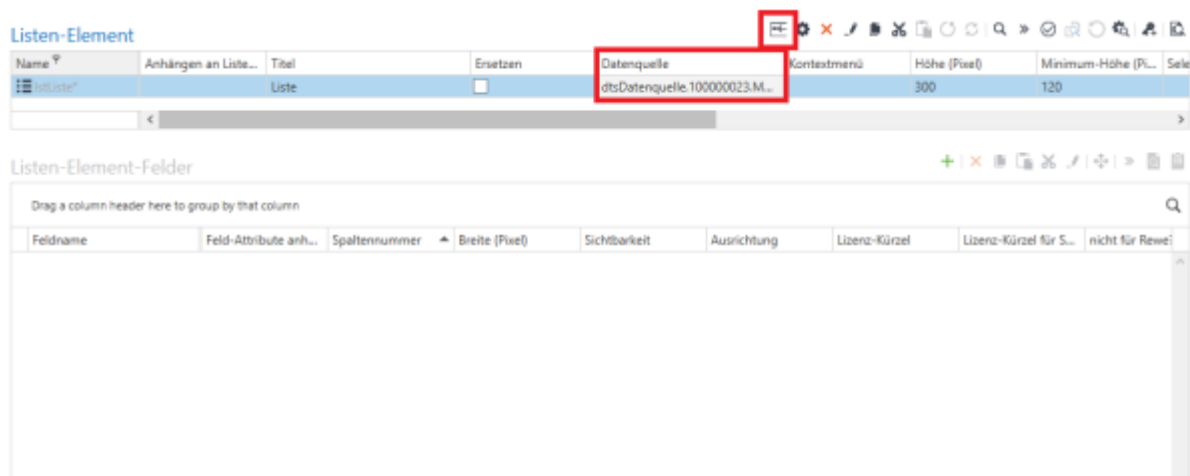 Listen-Element
Name Anhängen an Liste... Titel Ersetzen Datenquelle Kontextmenü Höhe (Pixel) Minimum-Höhe (Pi... Sele
lstListe* Liste dtsDatenquelle.100000023.M... 300 120
Listen-Element-Felder
Drag a column header here to group by that column
Feldname Feld-Attribute anh... Spaltennummer Breite (Pixel) Sichtbarkeit Ausrichtung Lizenz-Kürzel Lizenz-Kürzel für S... nicht für Rewe